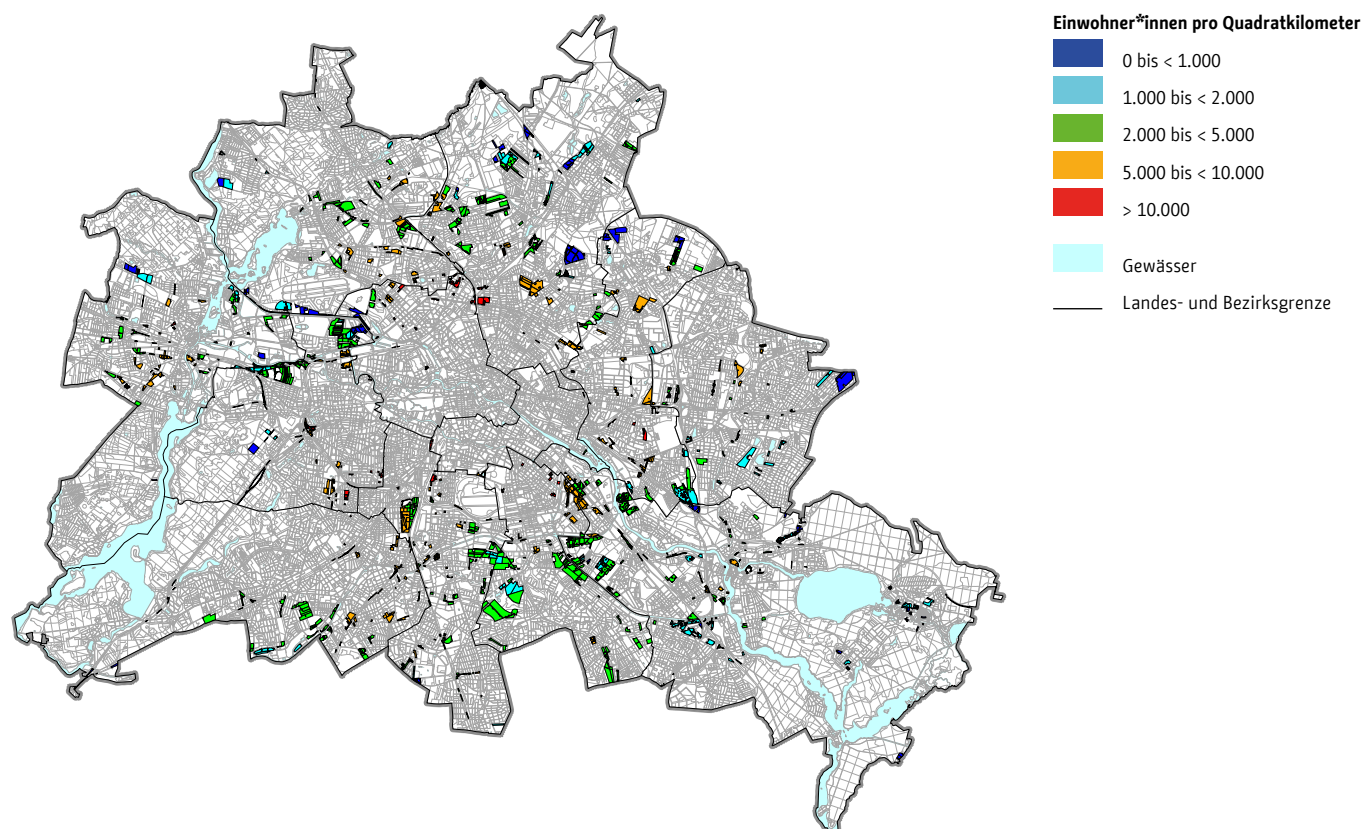 Einwohner*innen pro Quadratkilometer
0 bis < 1.000
1.000 bis < 2.000
2.000 bis < 5.000
5.000 bis < 10.000
> 10.000
Gewässer
Landes- und Bezirksgrenze